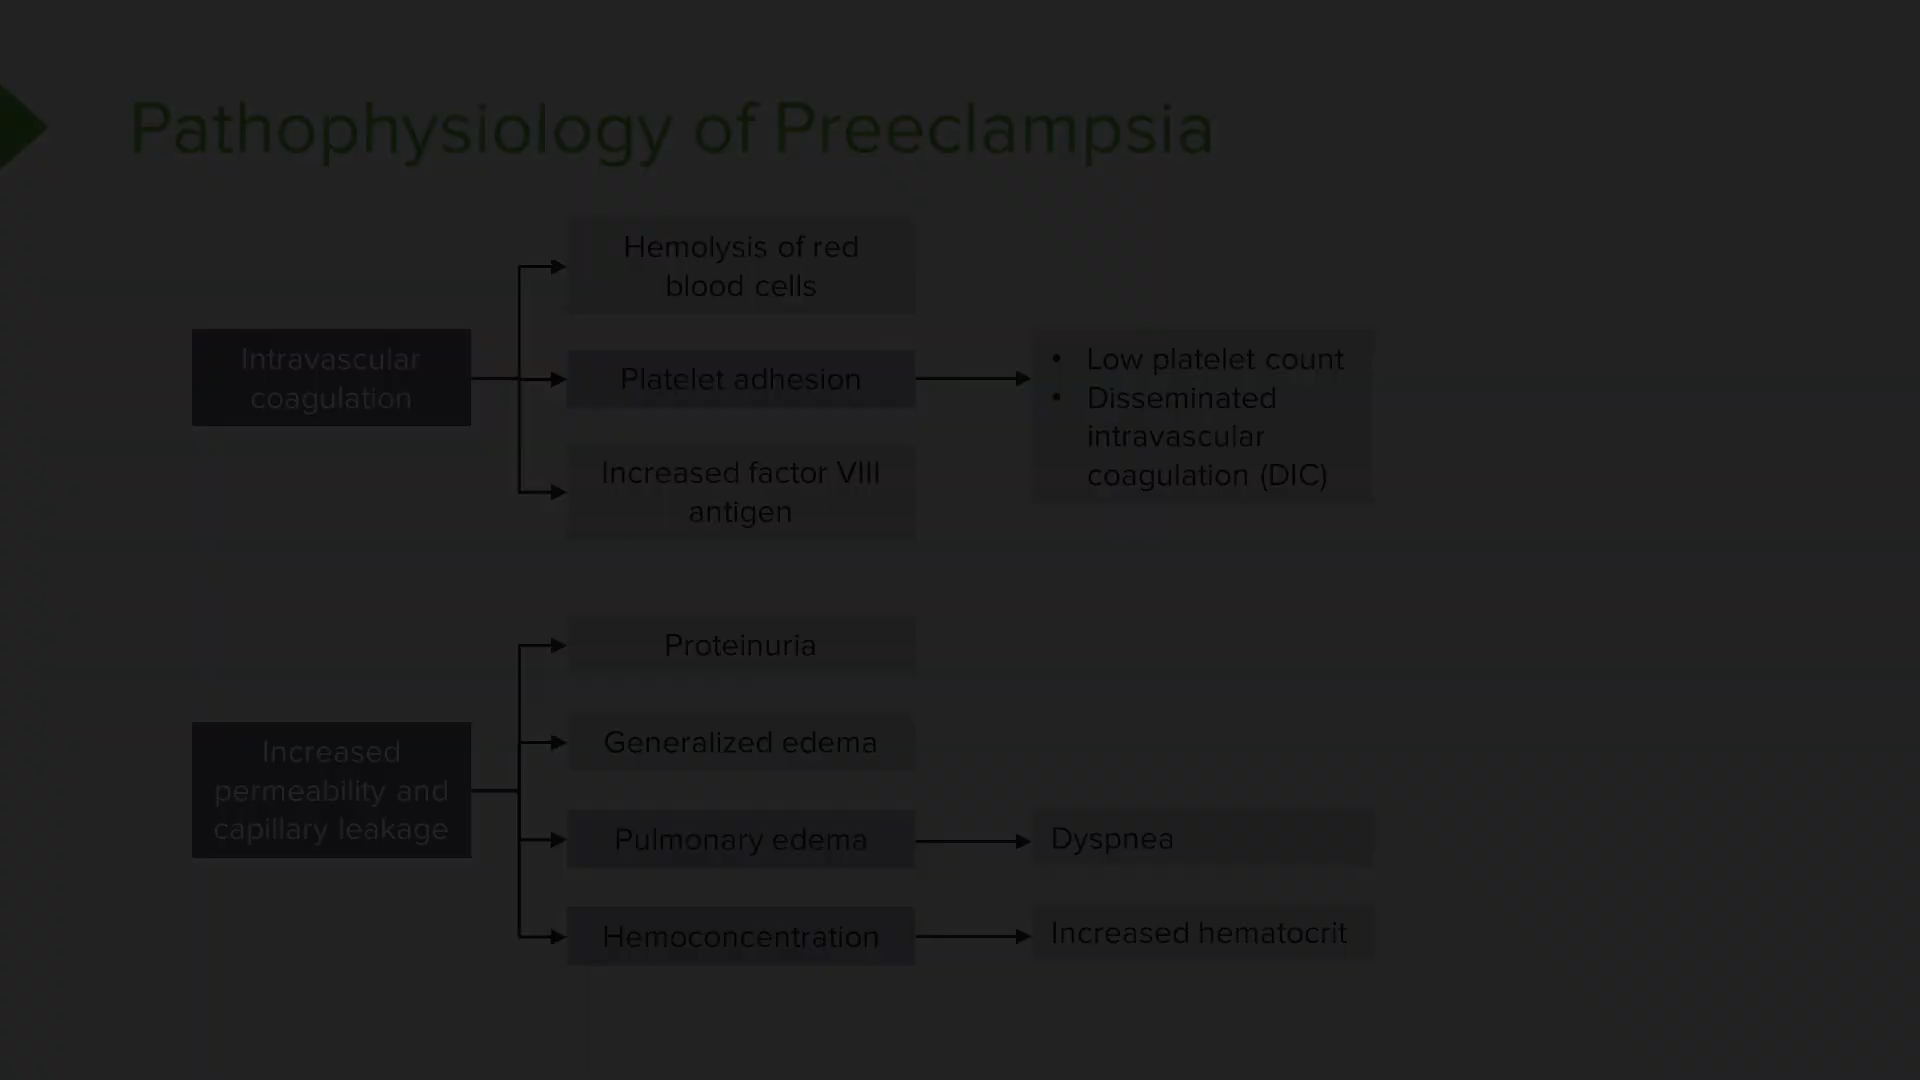 Pathophysiology of Preeclampsia
Hemolysis of red
blood cells
Intravascular
coagulation
Platelet adhesion
• Low platelet count
• Disseminated
intravascular
coagulation (DIC)
Increased factor VIII
antigen
Proteinuria
Generalized edema
Increased
permeability and
capillary leakage
Pulmonary edema
Dyspnea
Hemoconcentration
Increased hematocrit